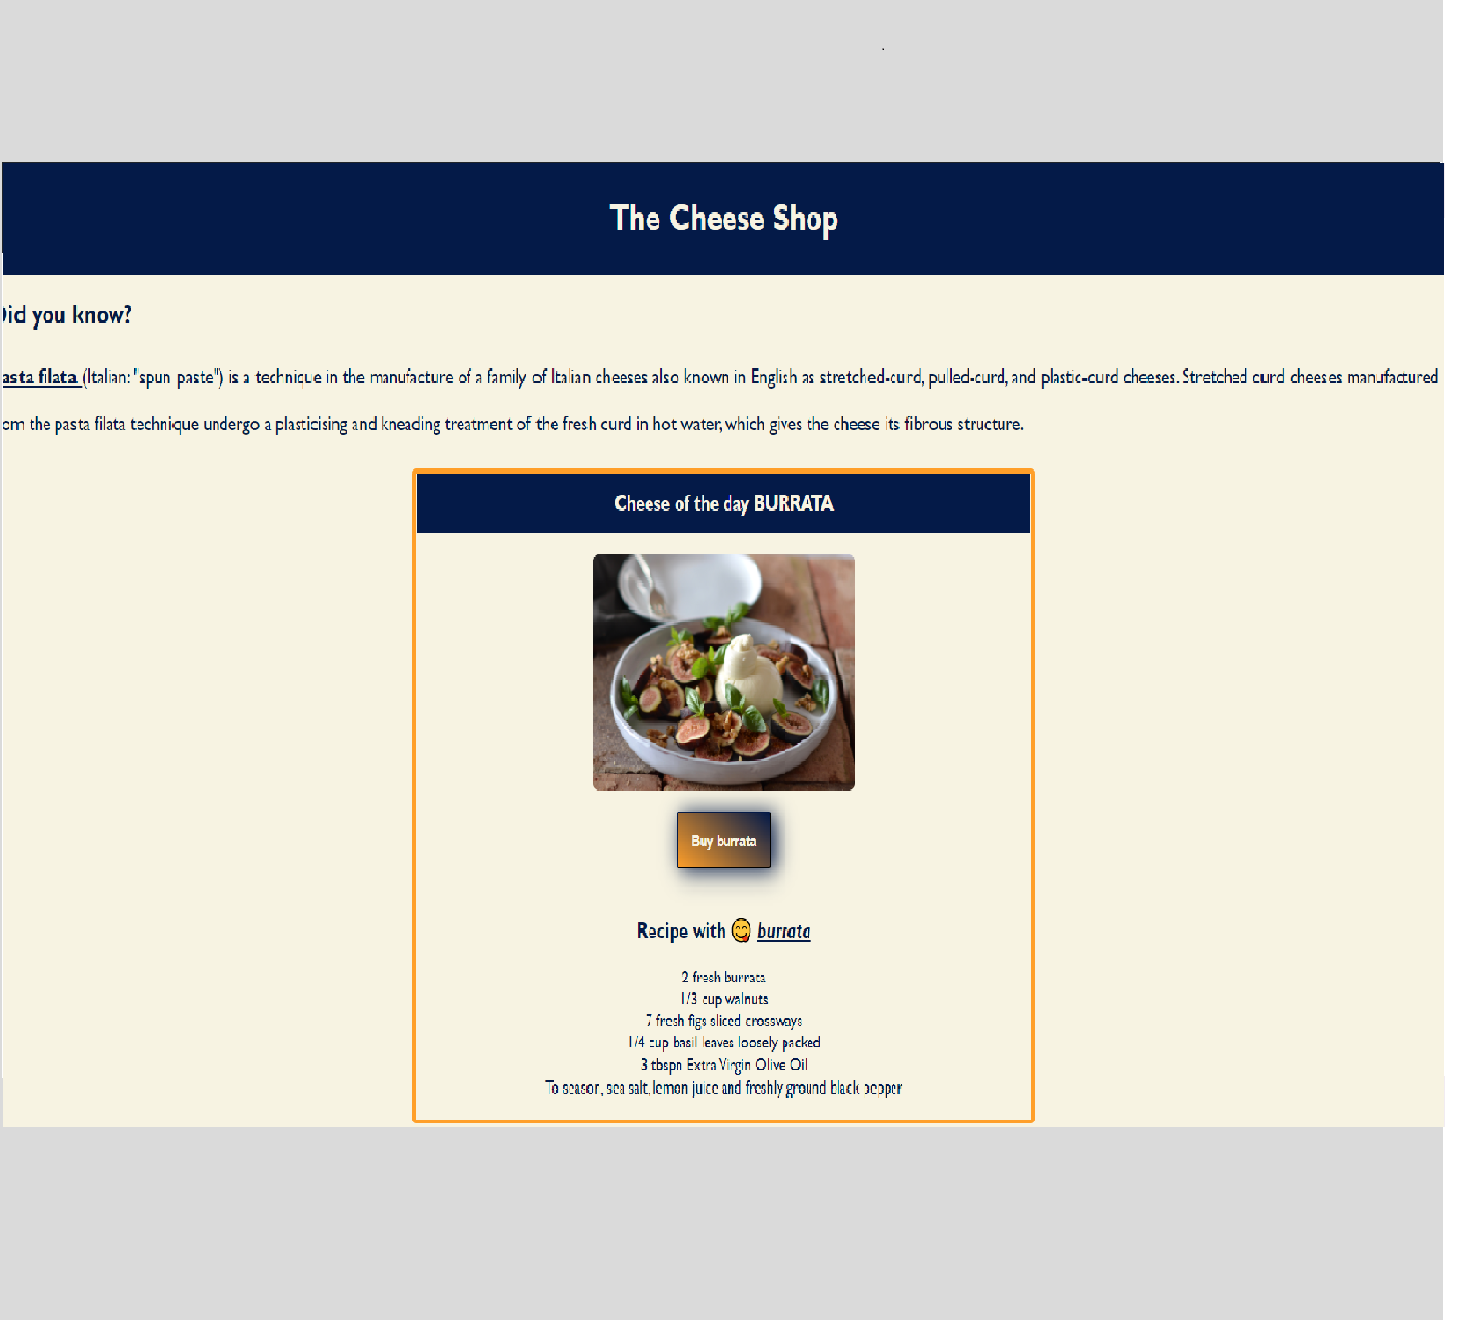 The Cheese Shop
Did you know?
asta filata (Italian: "spun paste") is a technique in the manufacture of a family of Italian cheeses also known in English as stretched-curd, pulled-curd, and plastic-curd cheeses. Stretched curd cheeses manufactured
om the pasta filata technique undergo a plasticising and kneading treatment of the fresh curd in hot water, which gives the cheese its fibrous structure.
Cheese of the day BURRATA
Buy burrata
Recipe with 😋 burrata
2 fresh burrata
1/3 cup walnuts
7 fresh figs sliced crossways
1/4 cup basil leaves loosely packed
3 tbspn Extra Virgin Olive Oil
To season, sea salt, lemon juice and freshly ground black pepper